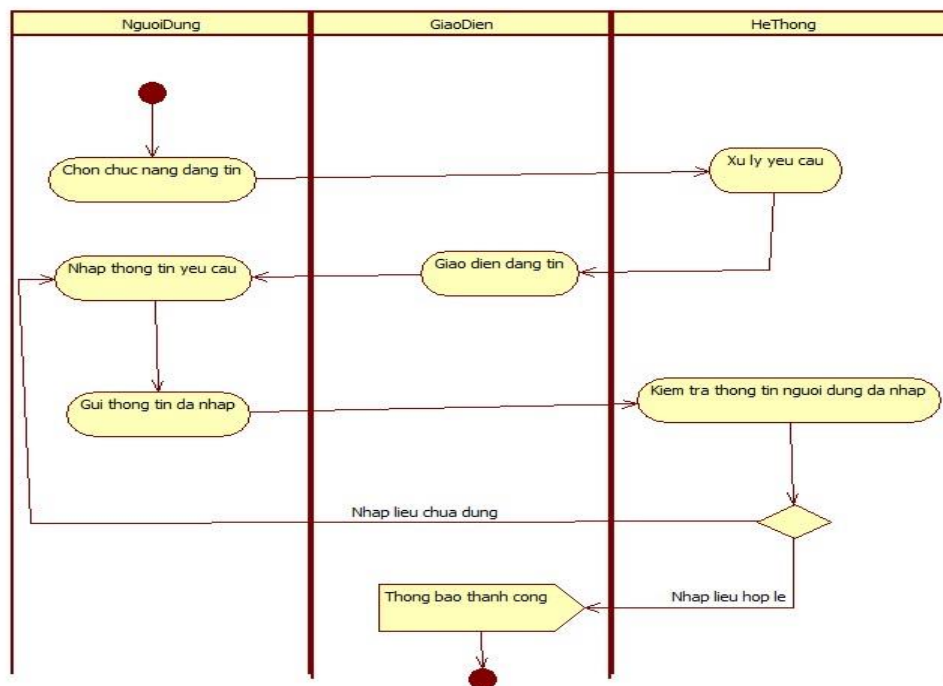 NguoiDung
GiaoDien
HeThong
Chon chuc nang dang tin
Xu ly yeu cau
Nhap thong tin yeu cau
Giao dien dang tin
Gui thong tin da nhap
Kiem tra thong tin nguoi dung da nhap
Nhap lieu chua dung
Thong bao thanh cong
Nhap lieu hop le